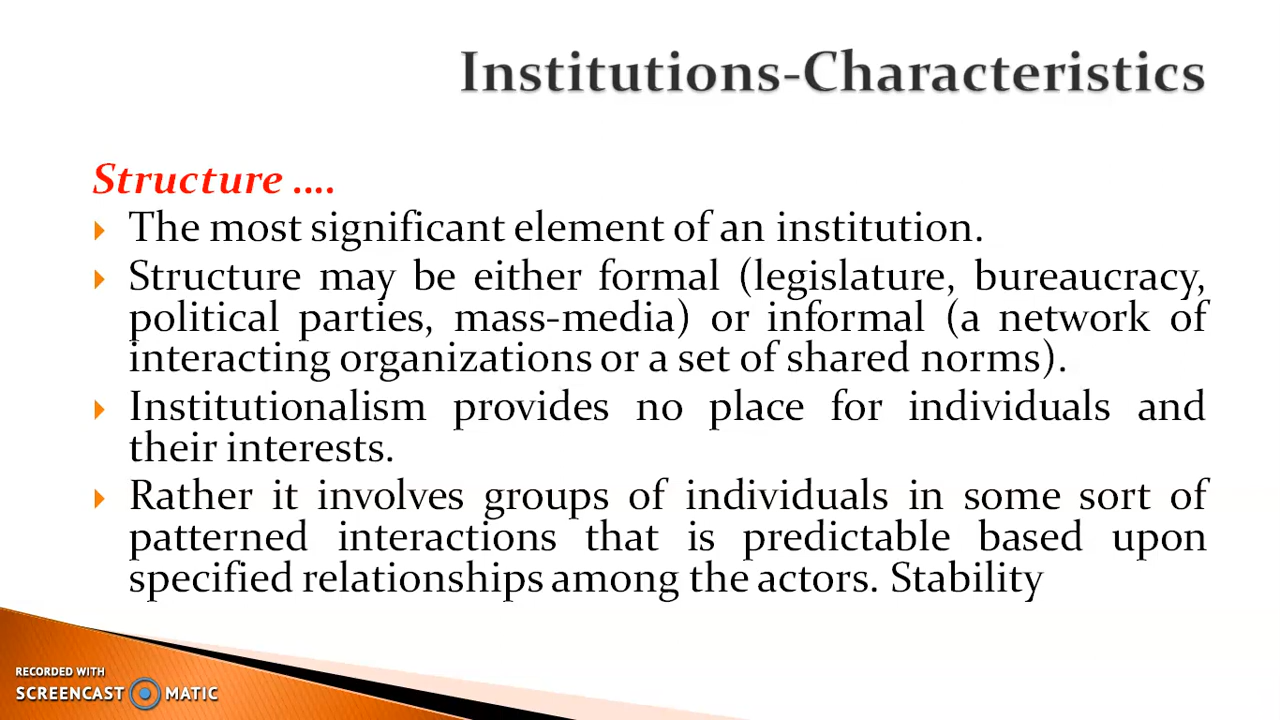 Institutions-Characteristics
Structure ....
The most significant element of an institution.
Structure may be either formal (legislature, bureaucracy,
political parties, mass-media) or informal (a network of
interacting organizations or a set of shared norms).
Institutionalism provides no place for individuals and
their interests.
Rather it involves groups of individuals in some sort of
patterned interactions that is predictable based upon
specified relationships among the actors. Stability
RECORDED WITH
SCREENCAST MATIC